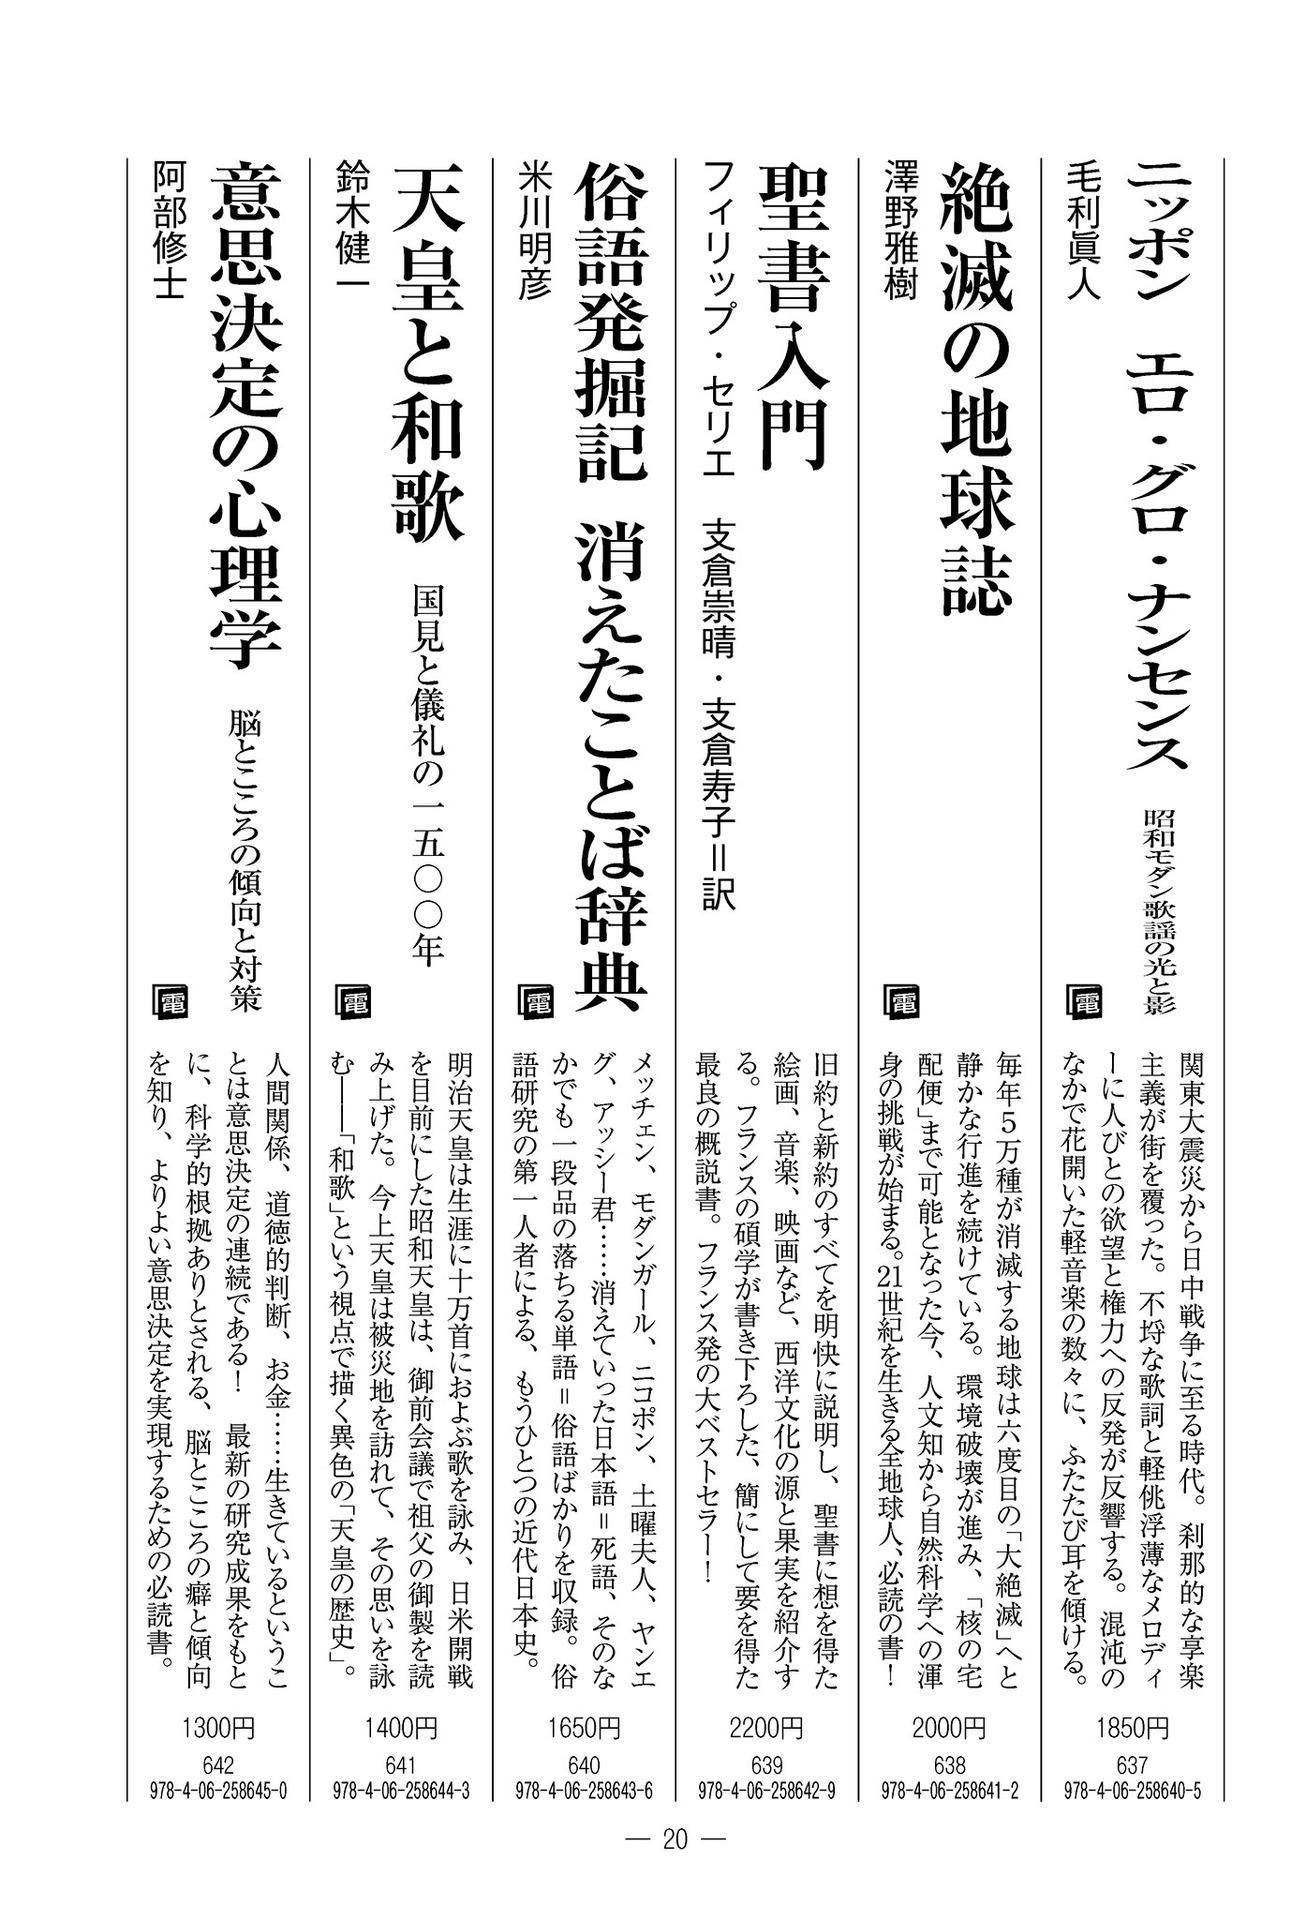 ニッポン　エロ・グロ・ナンセンス　昭和モダン歌謡の光と影
毛利眞人
電
関東大震災から日中戦争に至る時代。刹那的な享楽
主義が街を覆った。不埒な歌詞と軽佻浮薄なメロディ
ーに人びとの欲望と権力への反発が反響する。混沌の
なかで花開いた軽音楽の数々に、ふたたび耳を傾ける。
1850円
637
978-4-06-258640-5
絶滅の地球誌
澤野雅樹
電
毎年5万種が消滅する地球は六度目の「大絶滅」へと
静かな行進を続けている。環境破壊が進み、「核の宅
配便」まで可能となった今、人文知から自然科学への渾
身の挑戦が始まる。21世紀を生きる全地球人、必読の書！
2000円
638
978-4-06-258641-2
聖書入門
フィリップ・セリエ　支倉崇晴・支倉寿子＝訳
旧約と新約のすべてを明快に説明し、聖書に想を得た
絵画、音楽、映画など、西洋文化の源と果実を紹介す
る。フランスの碩学が書き下ろした、簡にして要を得た
最良の概説書。フランス発の大ベストセラー！
2200円
639
978-4-06-258642-9
俗語発掘記　消えたことば辞典
米川明彦
電
メッチェン、モダンガール、ニコポン、土曜夫人、ヤンエ
グ、アッシー君……消えていった日本語＝死語、そのな
かでも一段品の落ちる単語＝俗語ばかりを収録。俗
語研究の第一人者による、もうひとつの近代日本史。
1650円
640
978-4-06-258643-6
天皇と和歌　国見と儀礼の一五〇〇年
鈴木健一
電
明治天皇は生涯に十万首におよぶ歌を詠み、日米開戦
を目前にした昭和天皇は、御前会議で祖父の御製を読
み上げた。今上天皇は被災地を訪れて、その思いを詠
む――「和歌」という視点で描く異色の「天皇の歴史」。
1400円
641
978-4-06-258644-3
意思決定の心理学　脳とこころの傾向と対策
阿部修士
電
人間関係、道徳的判断、お金……生きているというこ
とは意思決定の連続である！　最新の研究成果をもと
に、科学的根拠ありとされる、脳とこころの癖と傾向
を知り、よりよい意思決定を実現するための必読書。
1300円
642
978-4-06-258645-0
― 20 ―